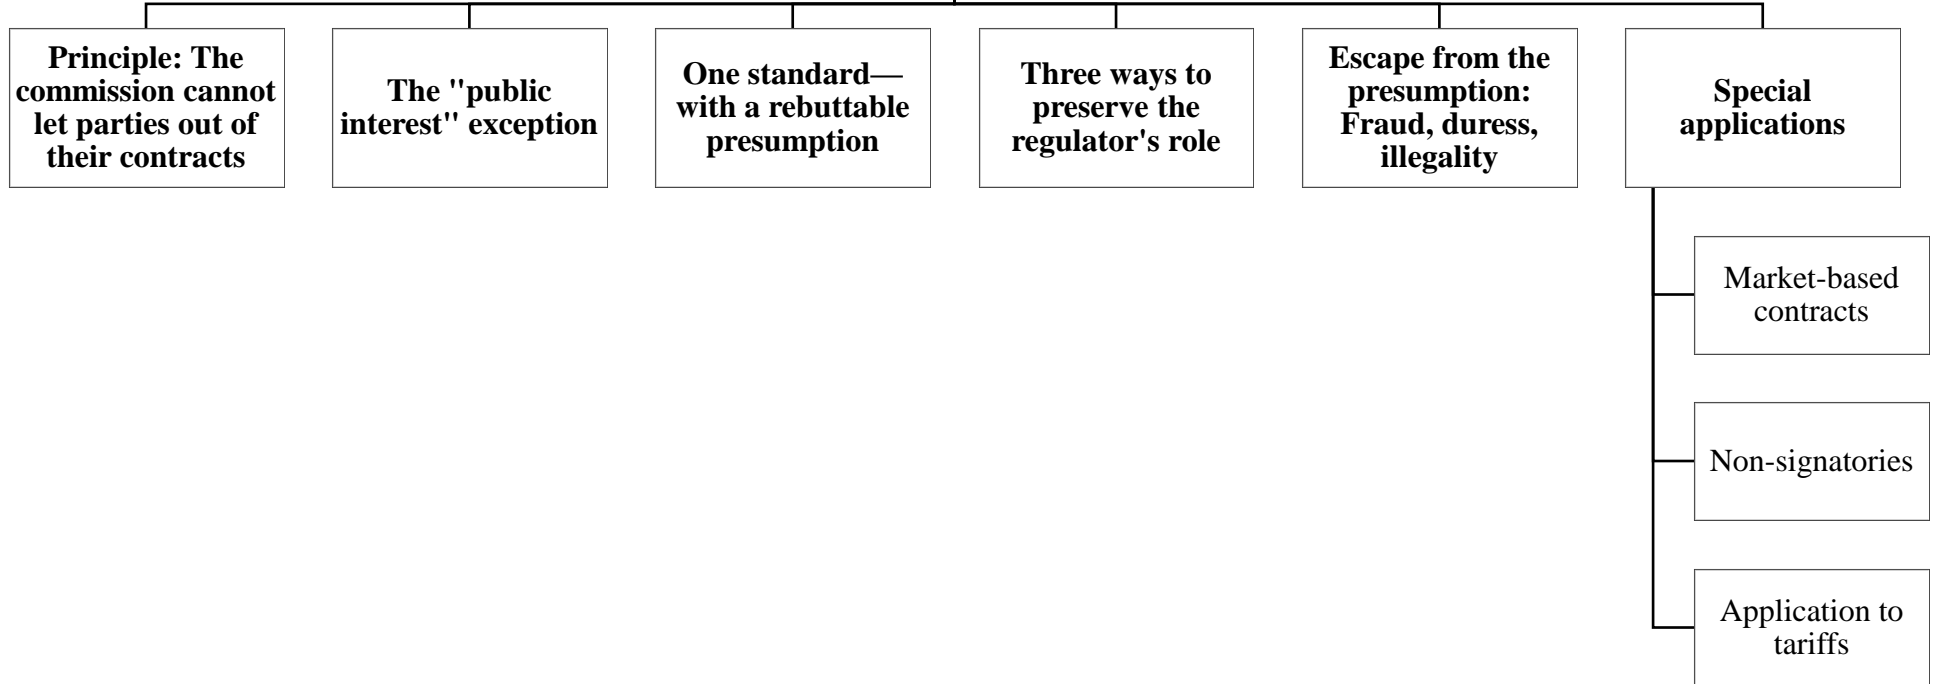 Principle: The
commission cannot
let parties out of
their contracts
The "public
interest" exception
One standard—
with a rebuttable
presumption
Three ways to
preserve the
regulator's role
Escape from the
presumption:
Fraud, duress,
illegality
Special
applications
Market-based
contracts
Non-signatories
Application to
tariffs